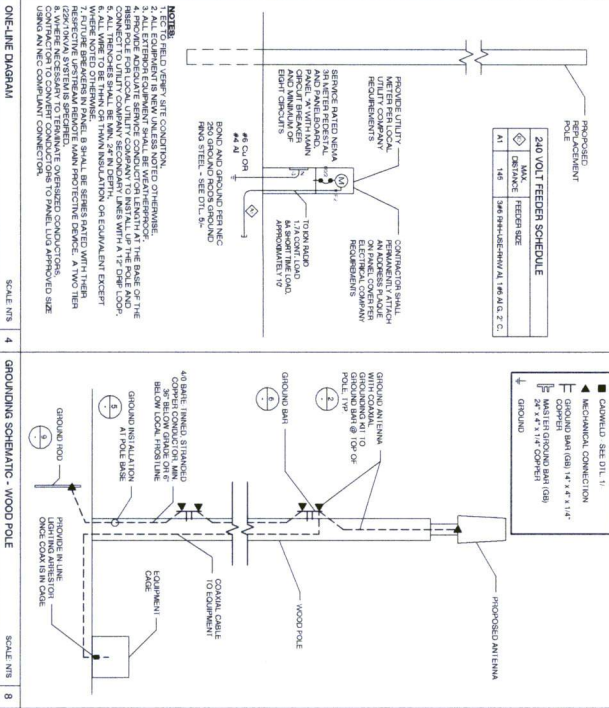 PROPOSED
REPLACEMENT
POLE
240 VOLT FEEDER SCHEDULE
MAX. DISTANCE
FEEDER SIZE
A1
145'
3#6 RHH-USE-RHW AL 1#6 Al G. 2" C.
PROVIDE UTILITY
METER PER LOCAL
UTILITY COMPANY
REQUIREMENTS
SERVICE RATED NEMA
3R METER PEDESTAL
AND PANELBOARD,
PANEL "A" WITH MAIN
CIRCUIT BREAKER
AND MINIMUM OF
EIGHT CIRCUITS
M
CONTRACTOR SHALL
PERMANENTLY ATTACH
AN ADDRESS PLAQUE
ON PANEL COVER PER
ELECTRICAL COMPANY
REQUIREMENTS
TO ION RADIO
1.7A CONT. LOAD
8A SHORT TIME LOAD,
APPROXIMATELY 10'
#6 Cu OR
#4 Al
BOND AND GROUND PER NEC
250 GROUND RODS GROUND
RING STEEL - SEE DTL. 5/-
NOTES:
1. EC TO FIELD VERIFY SITE CONDITION.
2. ALL EQUIPMENT IS NEW UNLESS NOTED OTHERWISE.
3. ALL EXTERIOR EQUIPMENT SHALL BE WEATHERPROOF.
4. PROVIDE ADEQUATE SERVICE CONDUCTOR LENGTH AT THE BASE OF THE
RISER POLE FOR LOCAL UTILITY COMPANY TO INSTALL UP THE POLE AND
CONNECT TO UTILITY COMPANY SECONDARY LINES WITH A 12" DRIP LOOP.
5. ALL TRENCHES SHALL BE MIN. 24" IN DEPTH.
6. ALL WIRE TO BE THHN OR THWN INSULATION OR EQUIVALENT EXCEPT
WHERE NOTED OTHERWISE.
7. FUTURE BREAKERS IN PANEL IS SHALL BE SERIES RATED WITH THEIR
RESPECTIVE UPSTREAM REMOTE MAIN PROTECTIVE DEVICE. A TWO TIER
(22K/10KVA) SYSTEM IS SPECIFIED.
8. WHERE NECESSARY TO TERMINATE OVERSIZED CONDUCTORS,
CONTRACTOR TO CONVERT CONDUCTORS TO PANEL LUG APPROVED SIZE
USING AN NEC COMPLIANT CONNECTOR.
ONE-LINE DIAGRAM
SCALE: NTS
4
CADWELD - SEE DTL. 1/
MECHANICAL CONNECTION
GROUND BAR (GB) 14" x 4" x 1/4"
COPPER
MASTER GROUND BAR (GB)
24" x 4" x 1/4" COPPER
GROUND
PROPOSED ANTENNA
GROUND ANTENNA
WITH COAXIAL
GROUNDING KIT TO
GROUND BAR @ TOP OF
POLE, TYP
2
GROUND BAR
6
WOOD POLE
COAXIAL CABLE
TO EQUIPMENT
4/0 BARE, TINNED, STRANDED
COPPER CONDUCTOR. MIN.
36" BELOW GRADE OR 6"
BELOW LOCAL FROST LINE
GROUND INSTALLATION
AT POLE BASE
5
EQUIPMENT
CAGE
GROUND ROD
9
PROVIDE IN LINE
LIGHTING ARRESTOR
ONCE COAX IS IN CAGE
GROUNDING SCHEMATIC - WOOD POLE
SCALE: NTS
8